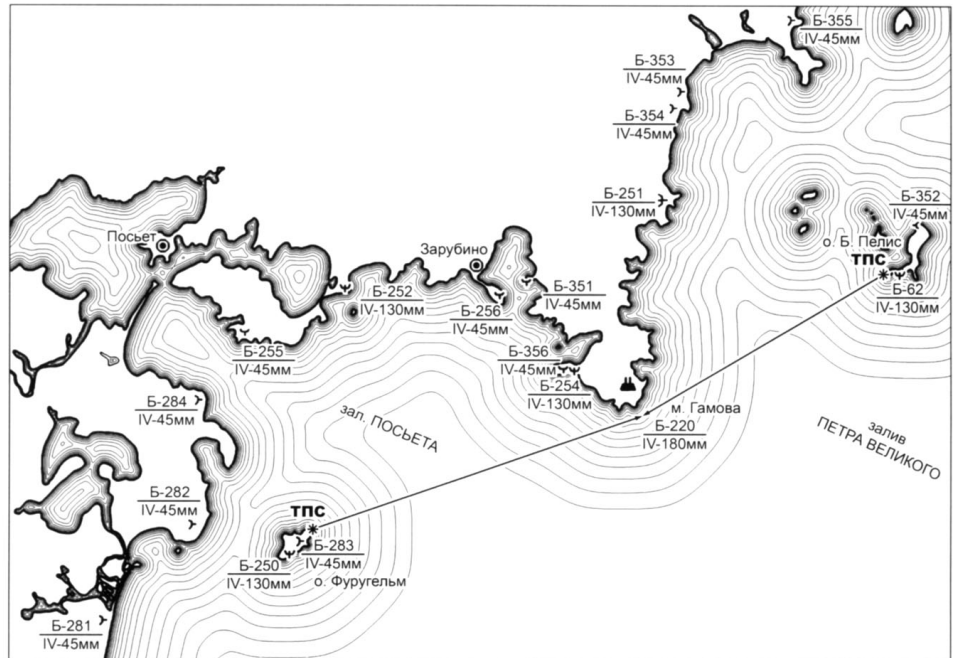 Б-355
IV-45мм
Б-353
IV-45мм
Б-354
IV-45мм
Б-251
IV-130мм
Б-352
IV-45мм
Посьет
Зарубино
о. Б. Пелис
ТПС
Б-62
IV-130мм
Б-252
IV-130мм
Б-256
IV-45мм
Б-351
IV-45мм
Б-255
IV-45мм
Б-356
IV-45мм
Б-254
IV-130мм
Б-284
IV-45мм
зал. ПОСЬЕТА
м. Гамова
Б-220
IV-180мм
залив
ПЕТРА ВЕЛИКОГО
Б-282
IV-45мм
ТПС
Б-283
IV-45мм
Б-250
IV-130мм
о. Фуругельм
Б-281
IV-45мм